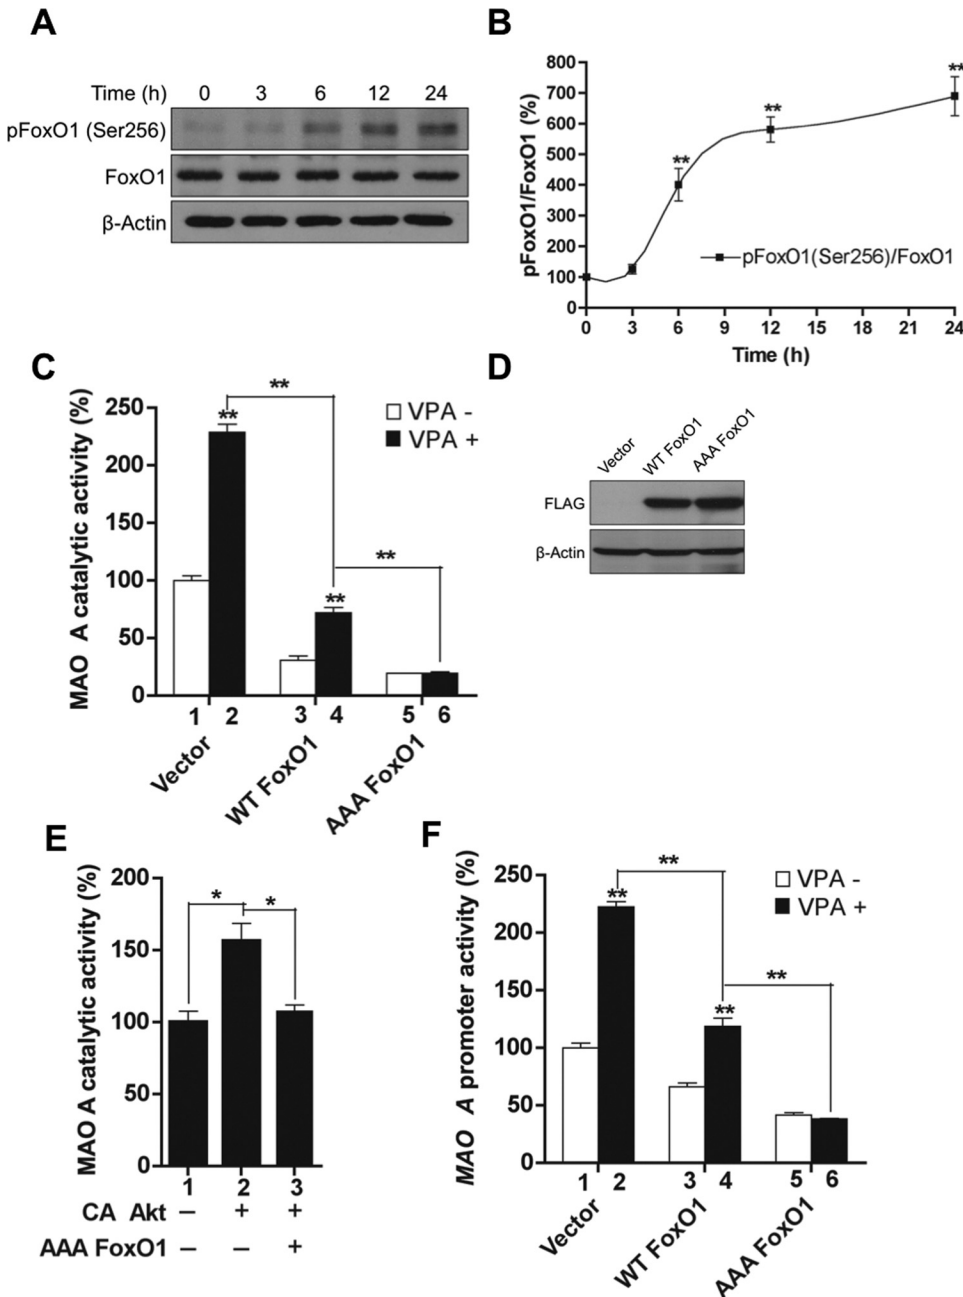 A
Time (h) 0 3 6 12 24
pFoxO1 (Ser256)
FoxO1
β-Actin
B
800
700
600
500
400
300
200
100
0
pFoxO1/FoxO1 (%)
**
**
**
pFoxO1(Ser256)/FoxO1
0 3 6 9 12 15 18 21 24
Time (h)
C
MAO A catalytic activity (%)
250
200
150
100
50
0
**
**
**
**
VPA -
VPA +
1 2 3 4 5 6
Vector
WT FoxO1
AAA FoxO1
D
Vector
WT FoxO1
AAA FoxO1
FLAG
β-Actin
E
MAO A catalytic activity (%)
200
150
100
50
0
*
*
1 2 3
CA Akt – + +
AAA FoxO1 – – +
F
MAO A promoter activity (%)
250
200
150
100
50
0
**
**
**
**
VPA -
VPA +
1 2 3 4 5 6
Vector
WT FoxO1
AAA FoxO1